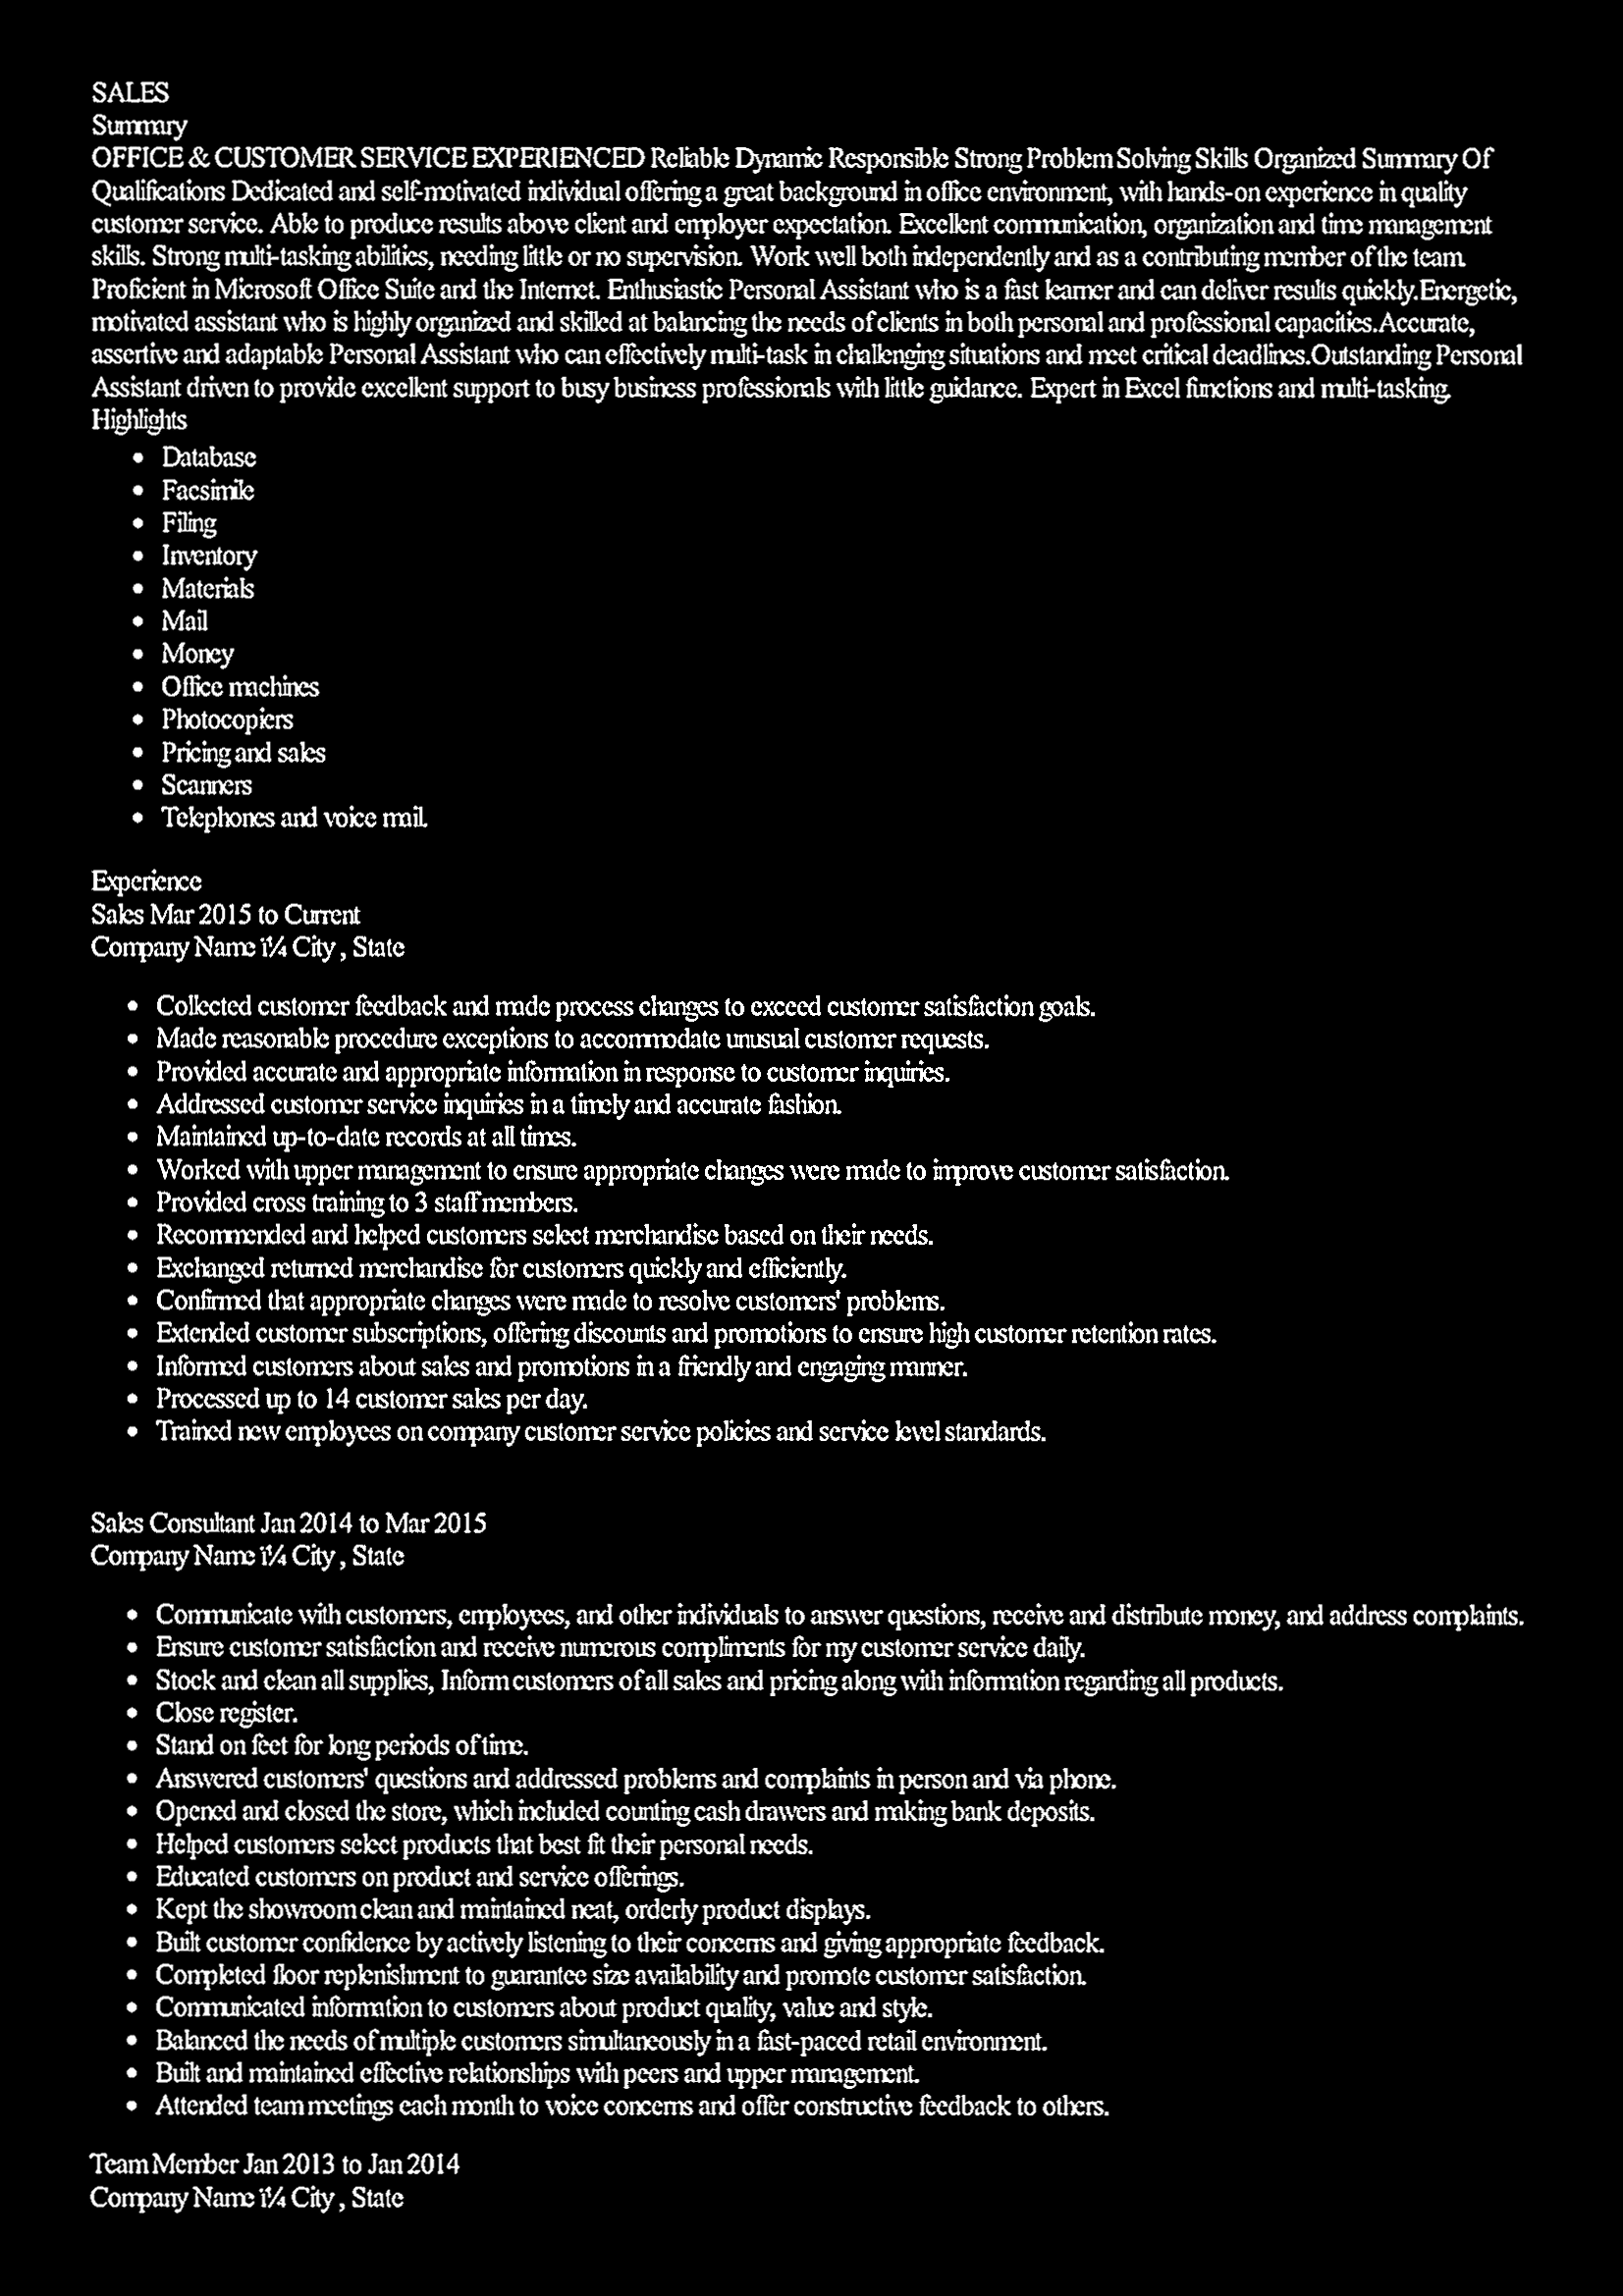 SALES
Summary
OFFICE & CUSTOMER SERVICE EXPERIENCED Reliable Dynamic Responsible Strong Problem Solving Skills Organized Summary Of
Qualifications Dedicated and self-motivated individual offering a great background in office environment, with hands-on experience in quality
customer service. Able to produce results above client and employer expectation. Excellent communication, organization and time management
skills. Strong multi-tasking abilities, needing little or no supervision. Work well both independently and as a contributing member of the team.
Proficient in Microsoft Office Suite and the Internet. Enthusiastic Personal Assistant who is a fast learner and can deliver results quickly.Energetic,
motivated assistant who is highly organized and skilled at balancing the needs of clients in both personal and professional capacities.Accurate,
assertive and adaptable Personal Assistant who can effectively multi-task in challenging situations and meet critical deadlines.Outstanding Personal
Assistant driven to provide excellent support to busy business professionals with little guidance. Expert in Excel functions and multi-tasking.
Highlights
• Database
• Facsimile
• Filing
• Inventory
• Materials
• Mail
• Money
• Office machines
• Photocopiers
• Pricing and sales
• Scanners
• Telephones and voice mail.
Experience
Sales Mar 2015 to Current
Company Name ï¼ City , State
• Collected customer feedback and made process changes to exceed customer satisfaction goals.
• Made reasonable procedure exceptions to accommodate unusual customer requests.
• Provided accurate and appropriate information in response to customer inquiries.
• Addressed customer service inquiries in a timely and accurate fashion.
• Maintained up-to-date records at all times.
• Worked with upper management to ensure appropriate changes were made to improve customer satisfaction.
• Provided cross training to 3 staff members.
• Recommended and helped customers select merchandise based on their needs.
• Exchanged returned merchandise for customers quickly and efficiently.
• Confirmed that appropriate changes were made to resolve customers' problems.
• Extended customer subscriptions, offering discounts and promotions to ensure high customer retention rates.
• Informed customers about sales and promotions in a friendly and engaging manner.
• Processed up to 14 customer sales per day.
• Trained new employees on company customer service policies and service level standards.
Sales Consultant Jan 2014 to Mar 2015
Company Name ï¼ City , State
• Communicate with customers, employees, and other individuals to answer questions, receive and distribute money, and address complaints.
• Ensure customer satisfaction and receive numerous compliments for my customer service daily.
• Stock and clean all supplies, Inform customers of all sales and pricing along with information regarding all products.
• Close register.
• Stand on feet for long periods of time.
• Answered customers' questions and addressed problems and complaints in person and via phone.
• Opened and closed the store, which included counting cash drawers and making bank deposits.
• Helped customers select products that best fit their personal needs.
• Educated customers on product and service offerings.
• Kept the showroom clean and maintained neat, orderly product displays.
• Built customer confidence by actively listening to their concerns and giving appropriate feedback.
• Completed floor replenishment to guarantee size availability and promote customer satisfaction.
• Communicated information to customers about product quality, value and style.
• Balanced the needs of multiple customers simultaneously in a fast-paced retail environment.
• Built and maintained effective relationships with peers and upper management.
• Attended team meetings each month to voice concerns and offer constructive feedback to others.
Team Member Jan 2013 to Jan 2014
Company Name ï¼ City , State